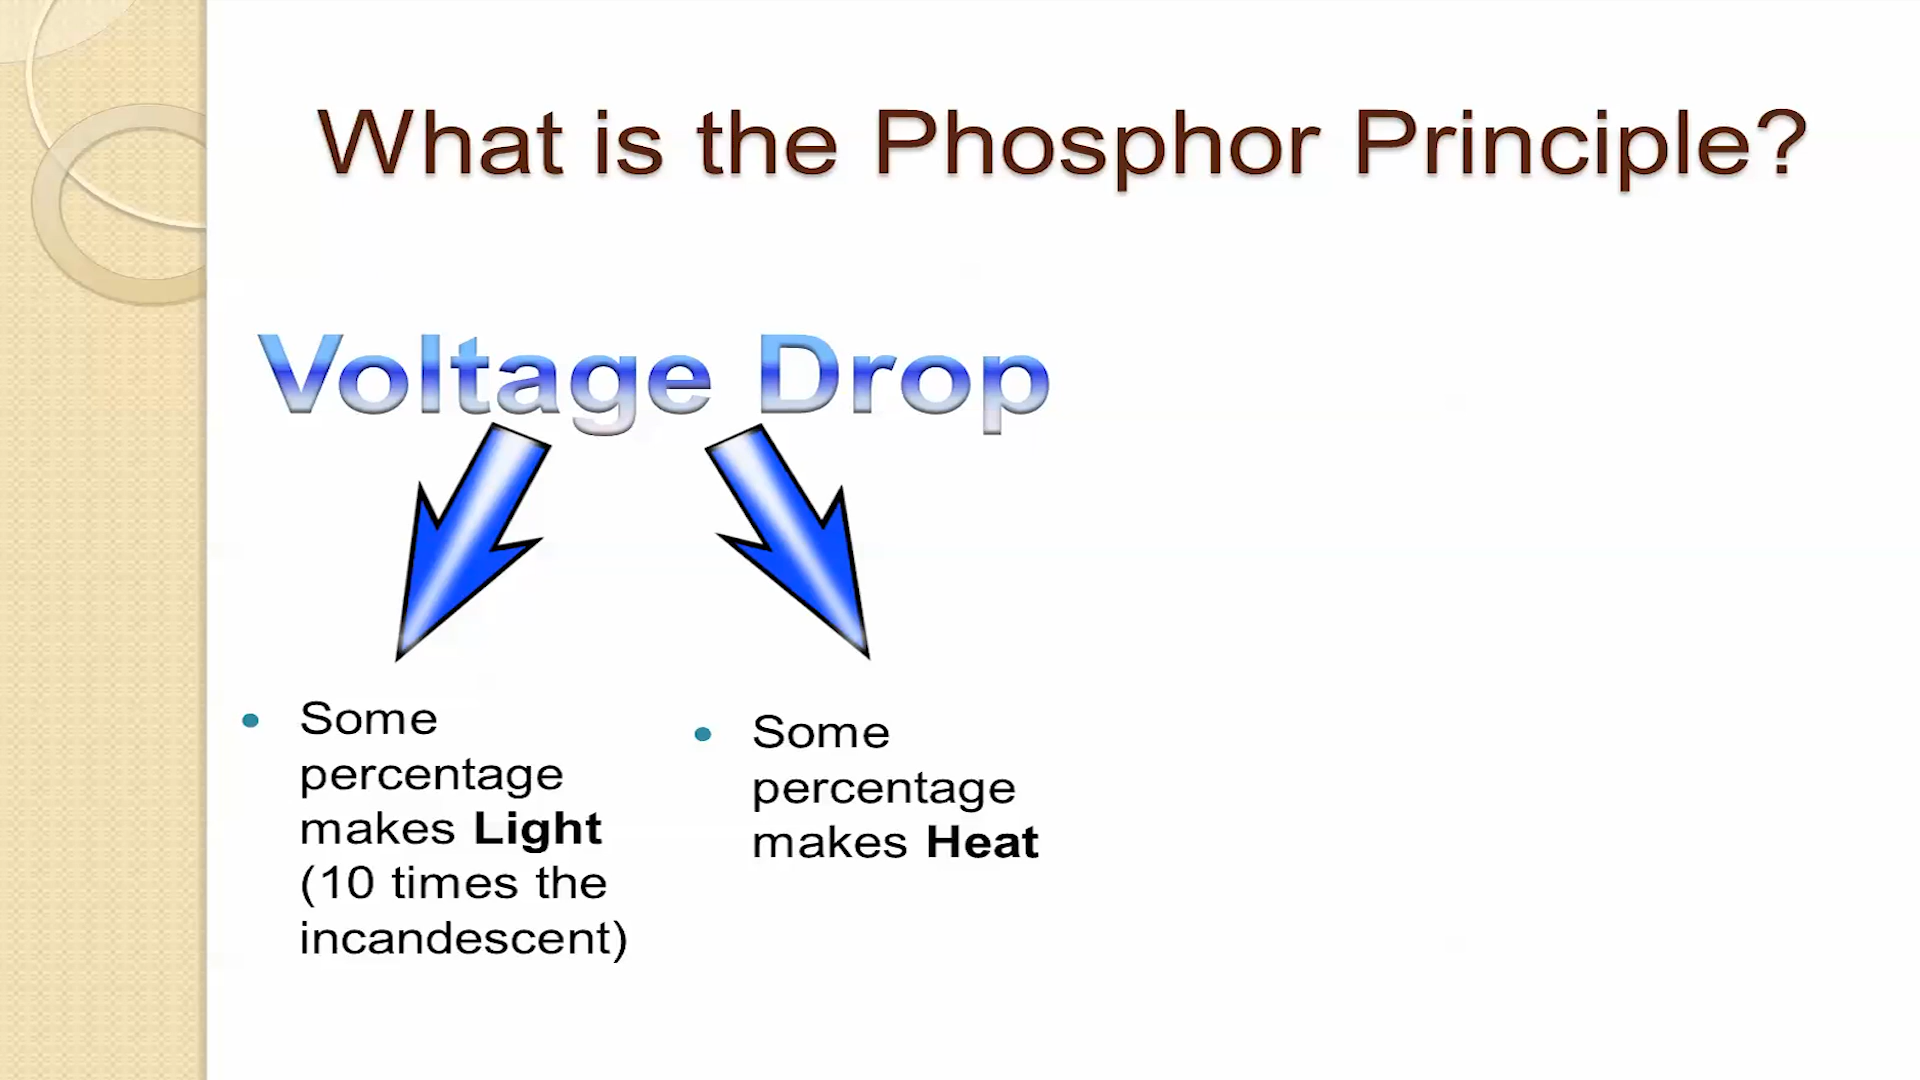 What is the Phosphor Principle?
Voltage Drop
Some
percentage
makes Light
(10 times the
incandescent)
Some
percentage
makes Heat